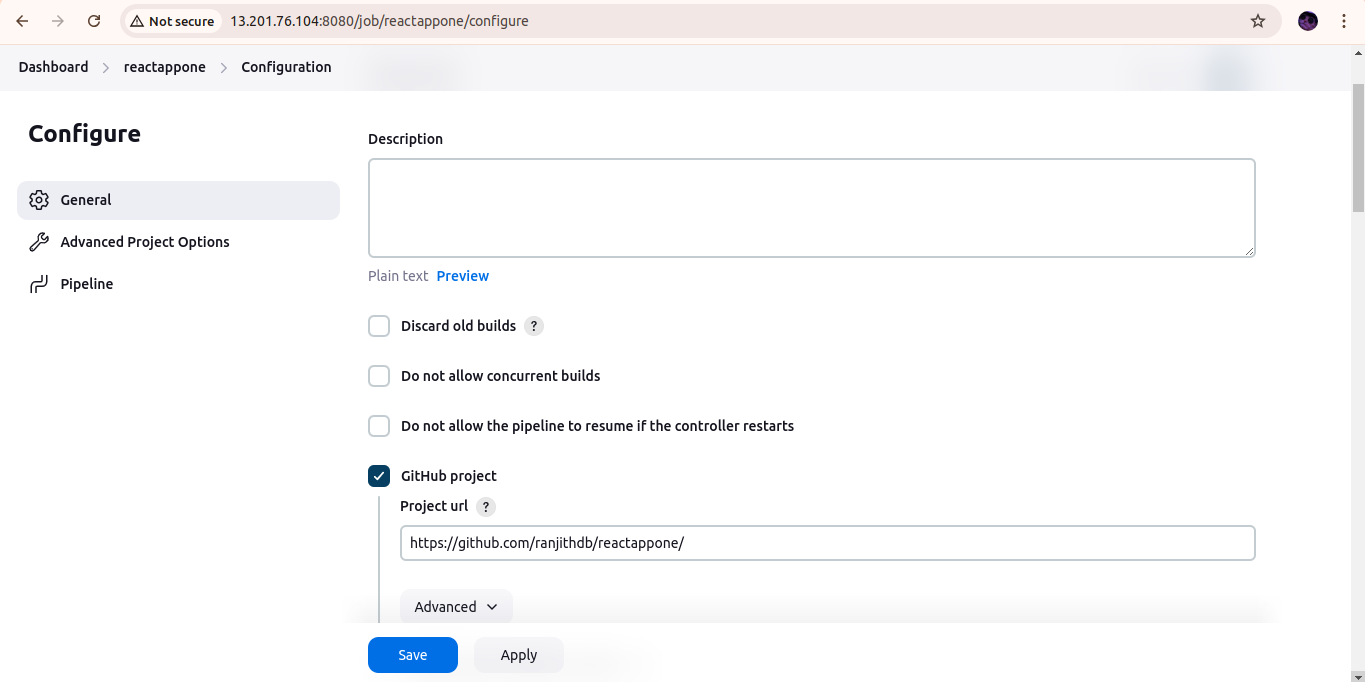 Not secure 13.201.76.104:8080/job/reactappone/configure
Dashboard reactappone Configuration
Configure
General
Advanced Project Options
Pipeline
Description
Plain text Preview
Discard old builds ?
Do not allow concurrent builds
Do not allow the pipeline to resume if the controller restarts
GitHub project
Project url ?
https://github.com/ranjithdb/reactappone/
Advanced
Save Apply